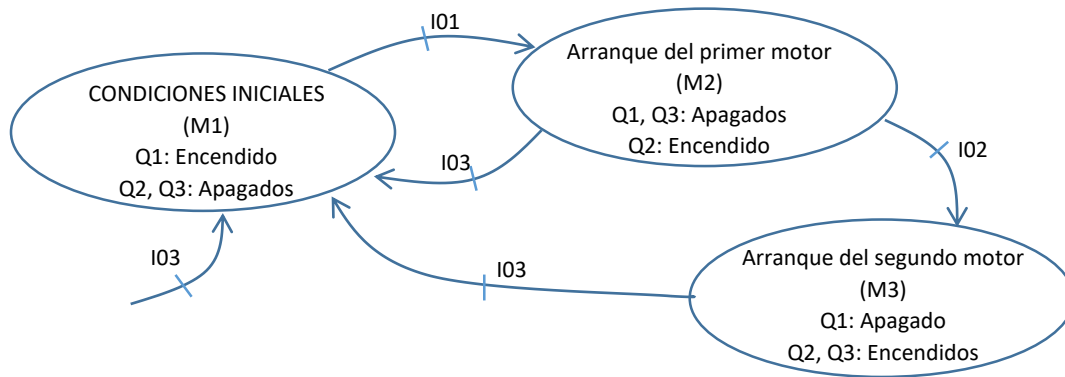 I01
CONDICIONES INICIALES
(M1)
Q1: Encendido
Q2, Q3: Apagados
Arranque del primer motor
(M2)
Q1, Q3: Apagados
Q2: Encendido
I03
I02
I03
I03
Arranque del segundo motor
(M3)
Q1: Apagado
Q2, Q3: Encendidos